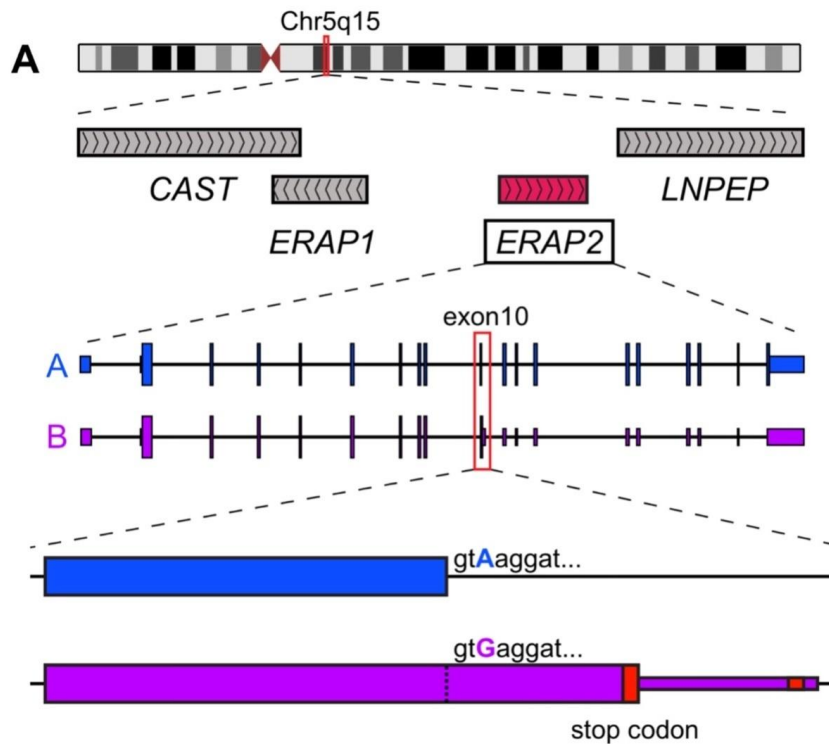 Chr5q15
A
CAST
LNPEP
ERAP1
ERAP2
exon10
A
B
gtAaggat...
gtGaggat...
stop codon